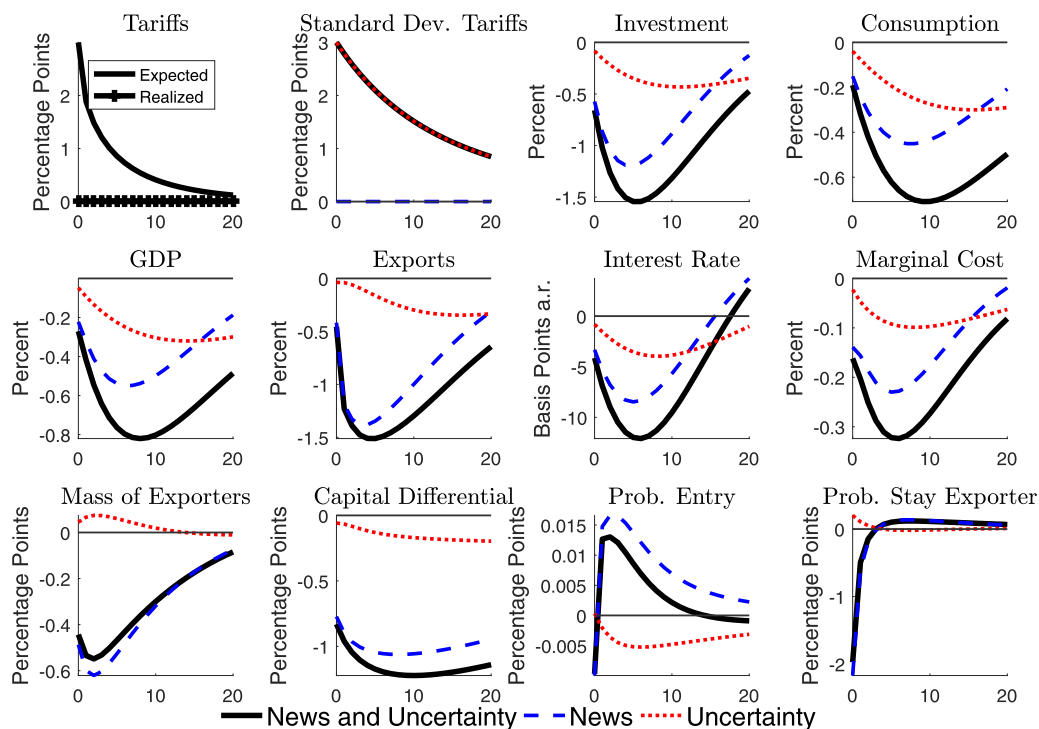 Tariffs
Standard Dev. Tariffs
Investment
Consumption
Percentage Points
2
1
0
Expected
Realized
0 10 20
Percentage Points
3
2
1
0
0 10 20
Percent
0
-0.5
-1
-1.5
0 10 20
Percent
0
-0.2
-0.4
-0.6
0 10 20
GDP
Exports
Interest Rate
Marginal Cost
Percent
0
-0.2
-0.4
-0.6
-0.8
0 10 20
Percent
0
-0.5
-1
-1.5
0 10 20
Basis Points a.r.
0
-5
-10
0 10 20
Percent
0
-0.1
-0.2
-0.3
0 10 20
Mass of Exporters
Capital Differential
Prob. Entry
Prob. Stay Exporter
Percentage Points
0
-0.2
-0.4
-0.6
0 10 20
Percentage Points
0
-0.5
-1
0 10 20
Percentage Points
0.015
0.01
0.005
0
-0.005
0 10 20
Percentage Points
0
-1
-2
0 10 20
News and Uncertainty News Uncertainty